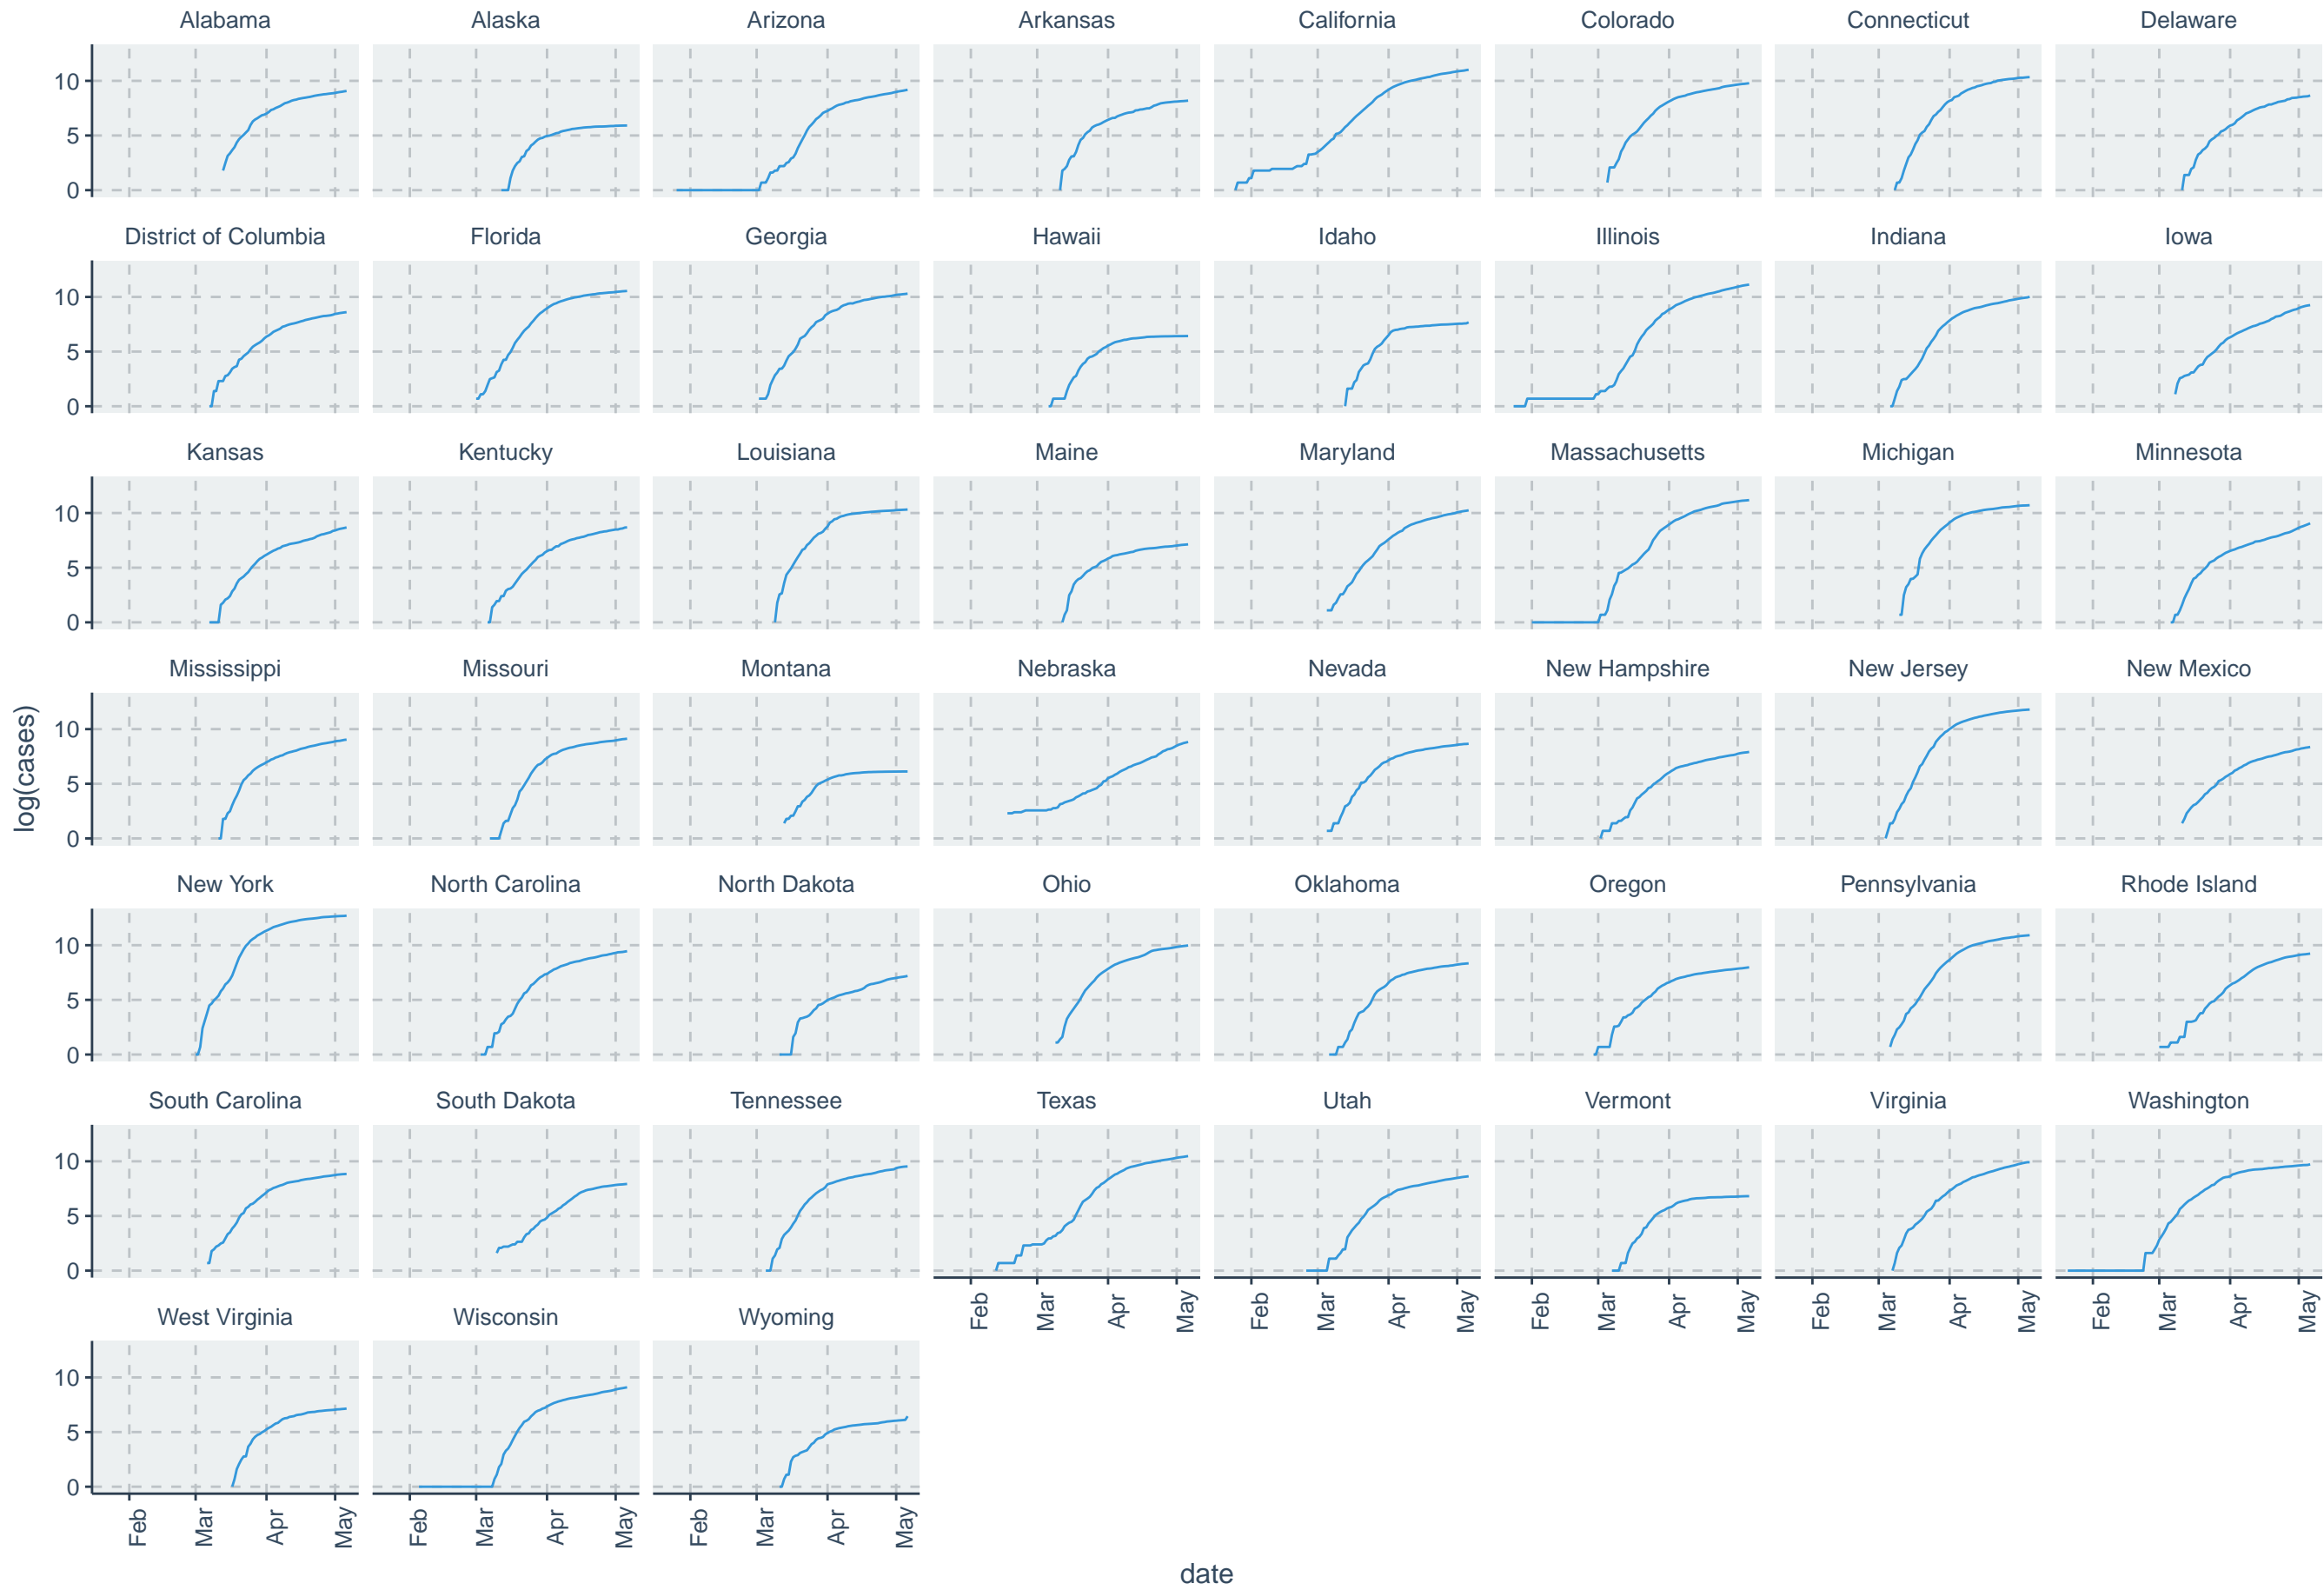 Alabama Alaska Arizona Arkansas California Colorado Connecticut Delaware
10
5
0
District of Columbia Florida Georgia Hawaii Idaho Illinois Indiana Iowa
10
5
0
Kansas Kentucky Louisiana Maine Maryland Massachusetts Michigan Minnesota
10
5
0
Mississippi Missouri Montana Nebraska Nevada New Hampshire New Jersey New Mexico
10
5
0
log(cases)
New York North Carolina North Dakota Ohio Oklahoma Oregon Pennsylvania Rhode Island
10
5
0
South Carolina South Dakota Tennessee Texas Utah Vermont Virginia Washington
10
5
0
Feb Mar Apr May Feb Mar Apr May Feb Mar Apr May Feb Mar Apr May Feb Mar Apr May
West Virginia Wisconsin Wyoming
10
5
0
Feb Mar Apr May Feb Mar Apr May Feb Mar Apr May
date